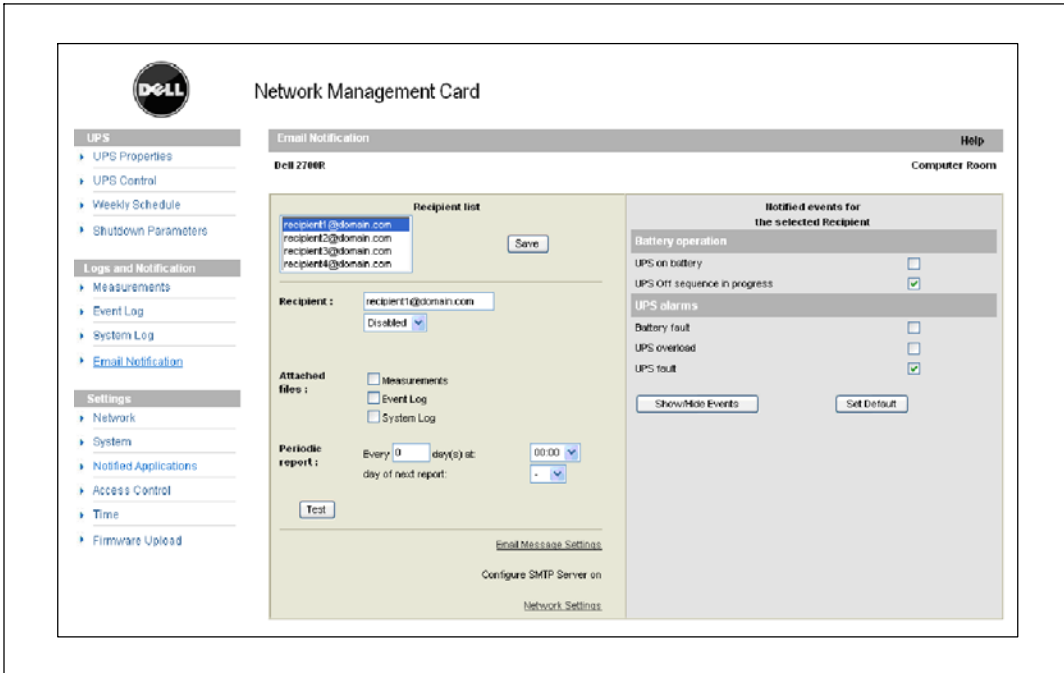 DELL
Network Management Card
UPS
UPS Properties
UPS Control
Weekly Schedule
Shutdown Parameters
Logs and Notification
Measurements
Event Log
System Log
Email Notification
Settings
Network
System
Notified Applications
Access Control
Time
Firmware Upload
Email Notification
Help
Dell 2700R
Computer Room
Recipient list
recipient1@domain.com
recipient2@domain.com
recipient3@domain.com
recipient4@domain.com
Save
Recipient :
recipient1@domain.com
Disabled
Attached
files :
Measurements
Event Log
System Log
Periodic
report :
Every 0 day(s) at: 00:00
day of next report: -
Test
Email Message Settings
Configure SMTP Server on
Network Settings
Notified events for
the selected Recipient
Battery operation
UPS on battery
UPS Off sequence in progress
UPS alarms
Battery fault
UPS overload
UPS fault
Show/Hide Events
Set Default